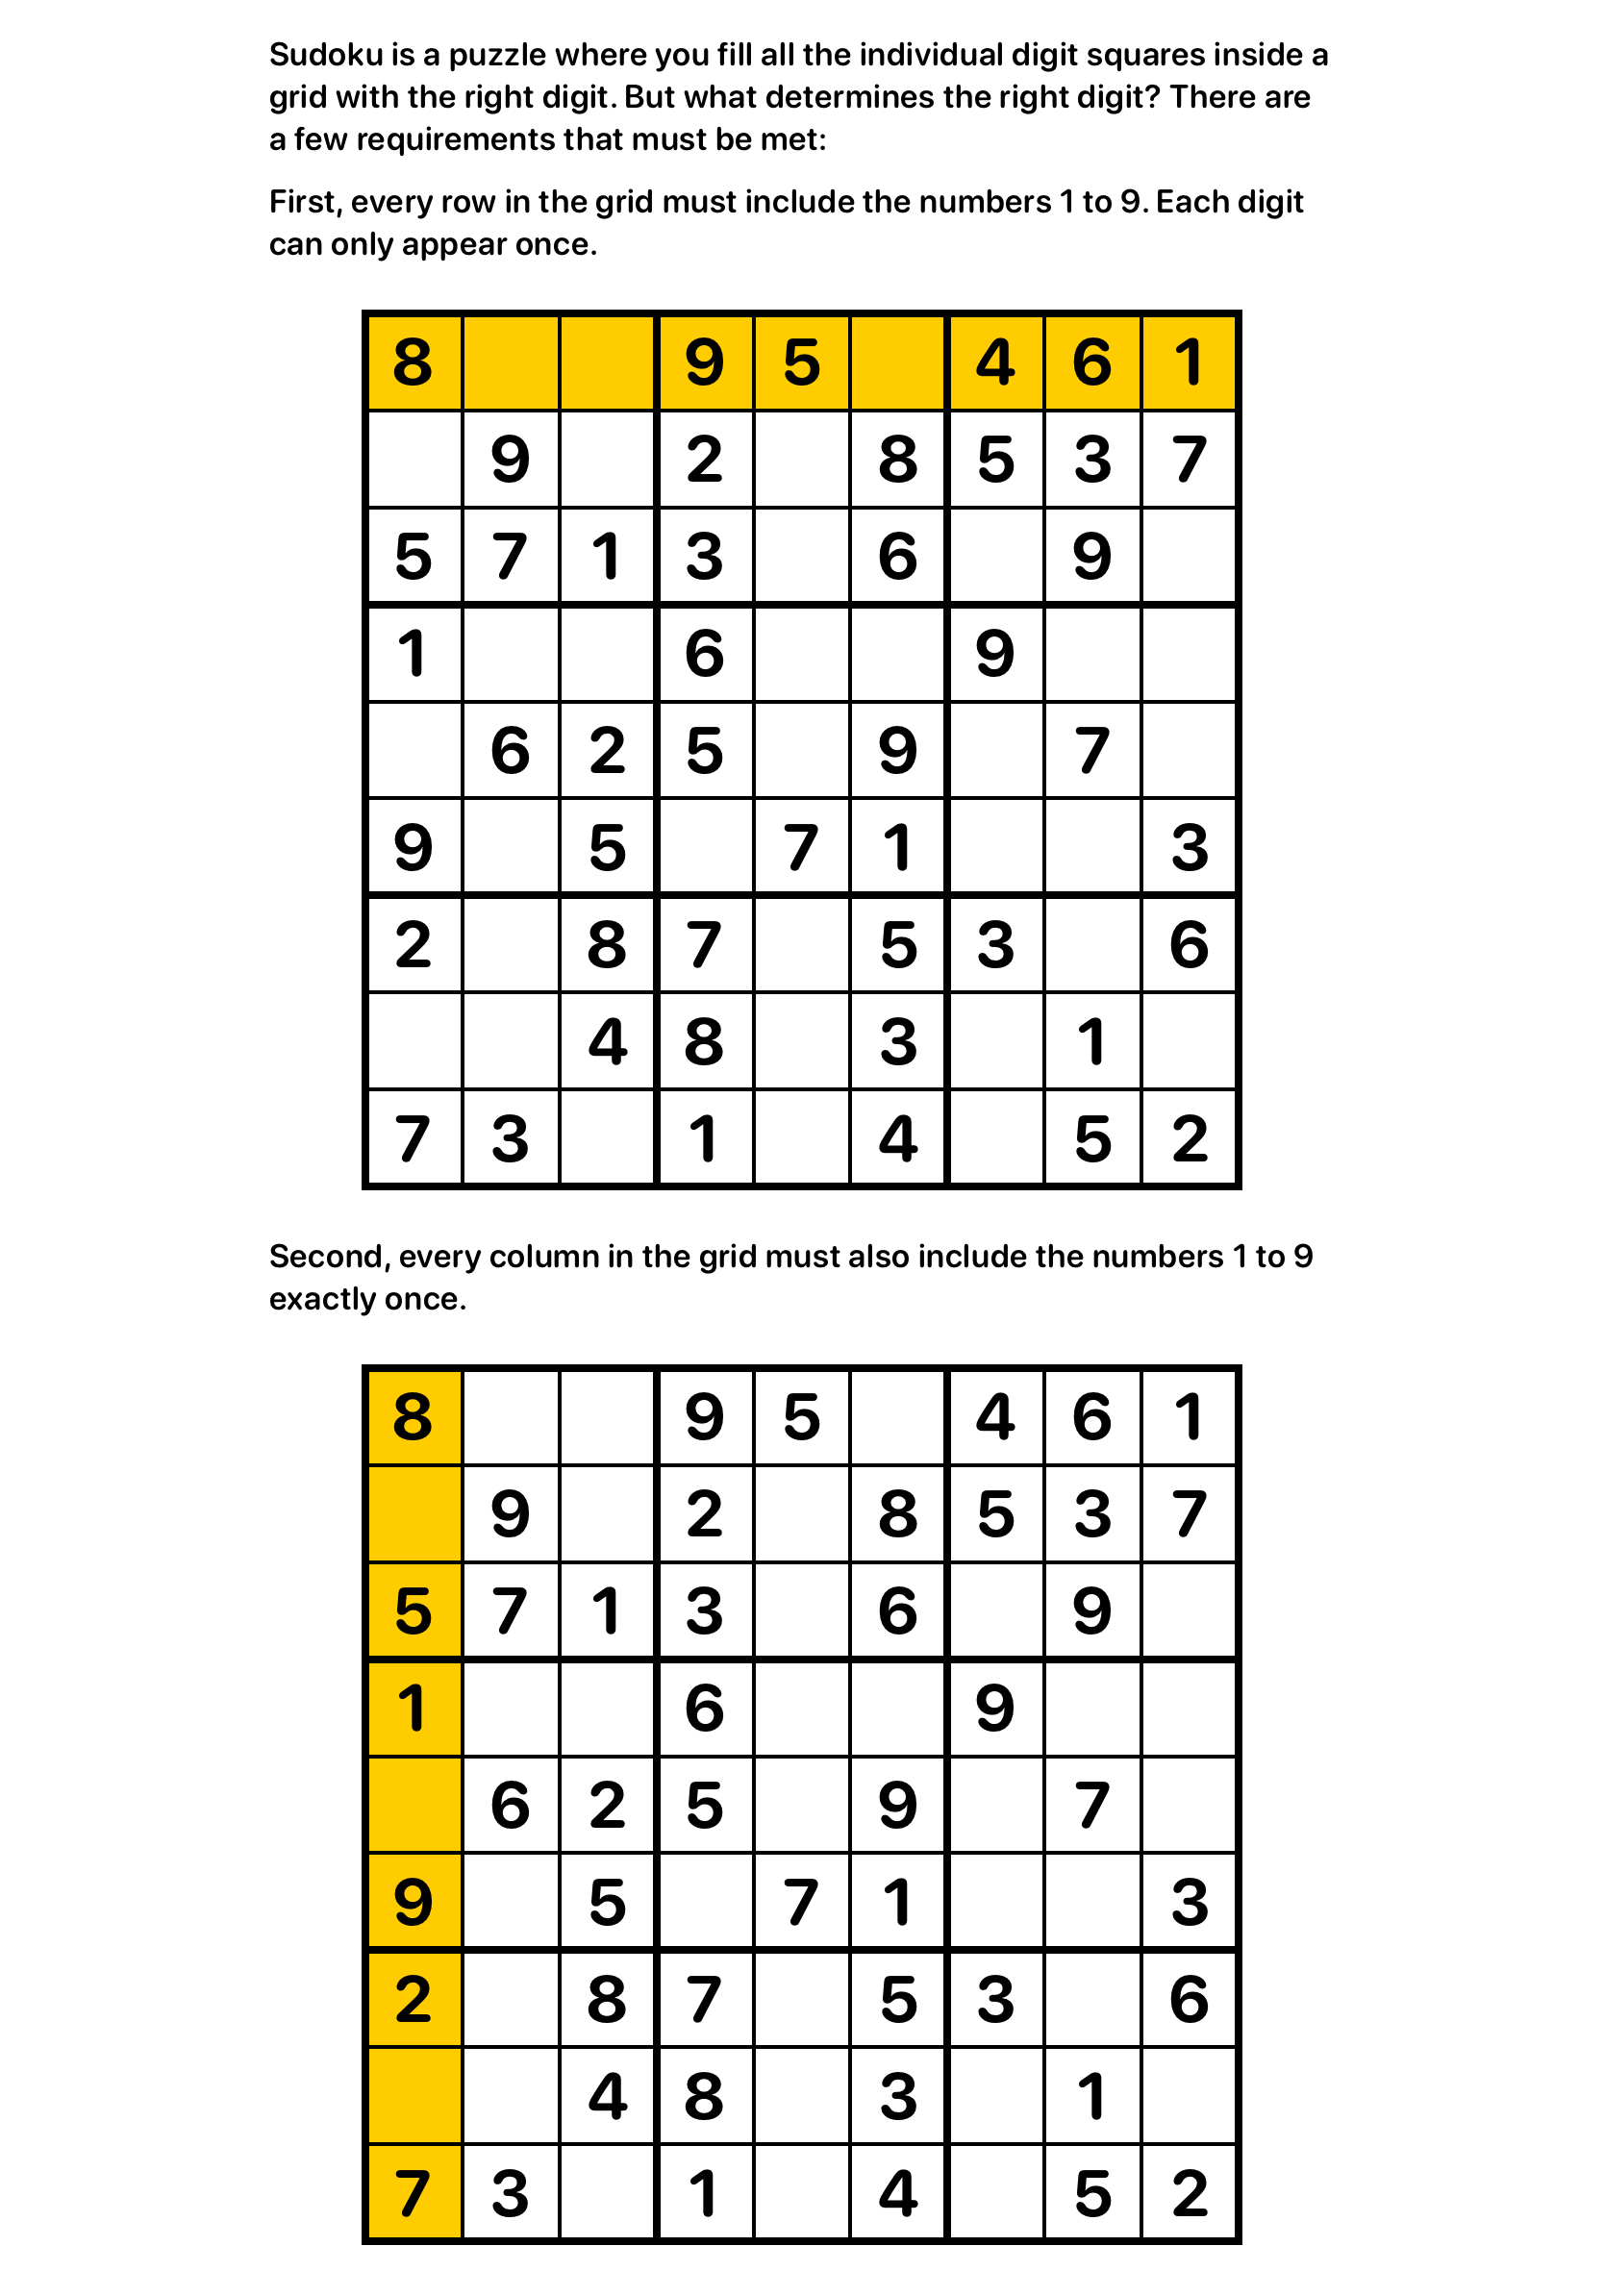 Sudoku is a puzzle where you fill all the individual digit squares inside a
grid with the right digit. But what determines the right digit? There are
a few requirements that must be met:
First, every row in the grid must include the numbers 1 to 9. Each digit
can only appear once.
8 9 5 4 6 1
9 2 8 5 3 7
5 7 1 3 6 9
1 6 9
6 2 5 9 7
9 5 7 1 3
2 8 7 5 3 6
4 8 3 1
7 3 1 4 5 2
Second, every column in the grid must also include the numbers 1 to 9
exactly once.
8 9 5 4 6 1
9 2 8 5 3 7
5 7 1 3 6 9
1 6 9
6 2 5 9 7
9 5 7 1 3
2 8 7 5 3 6
4 8 3 1
7 3 1 4 5 2